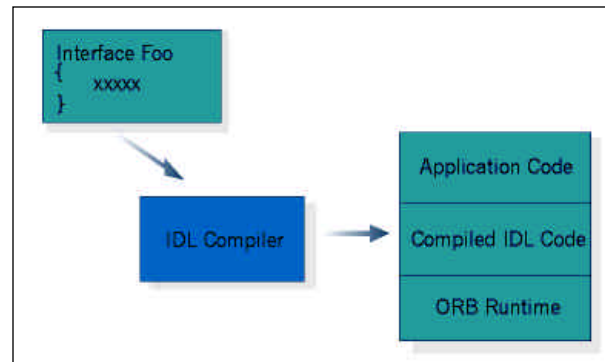 Interface Foo
{
xxxxx
}
IDL Compiler
Application Code
Compiled IDL Code
ORB Runtime